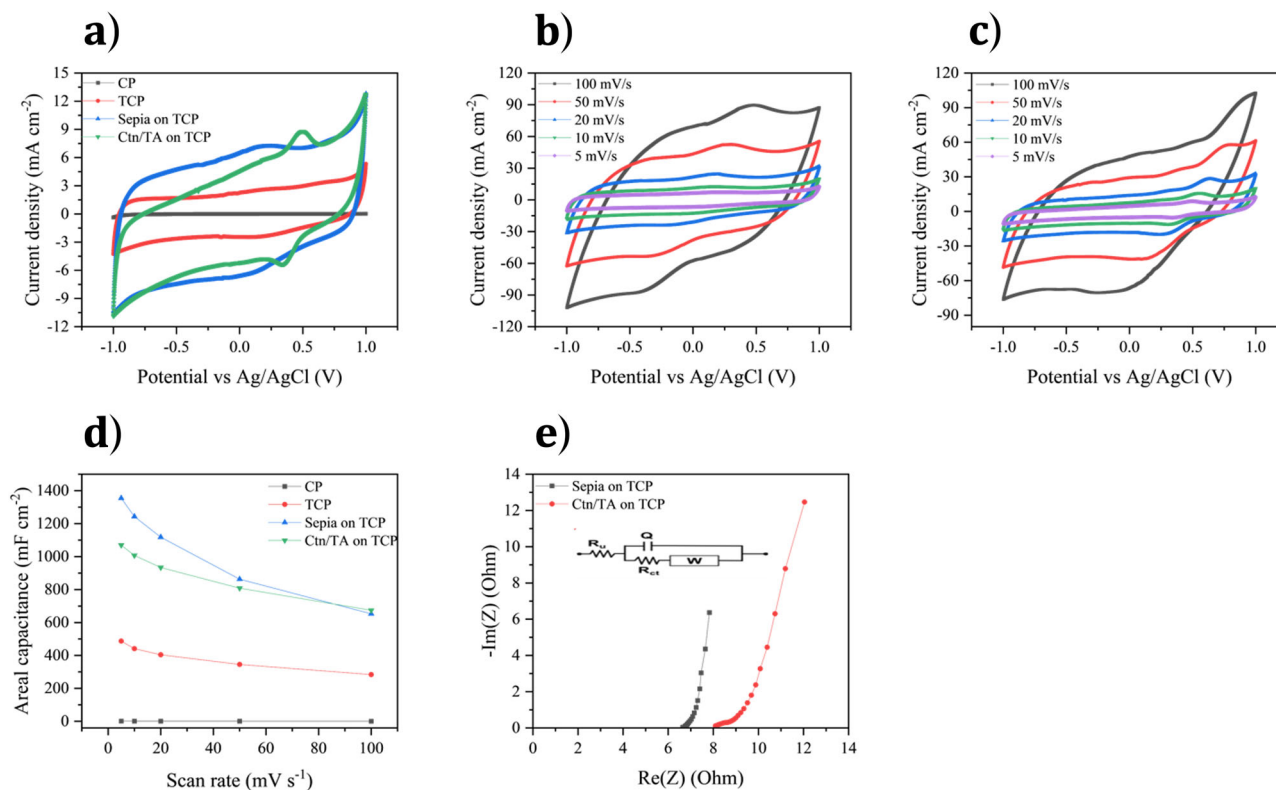 a)
b)
c)
15
12
9
6
3
0
-3
-6
-9
-12
Current density (mA cm⁻²)
CP
TCP
Sepia on TCP
Ctn/TA on TCP
-1.0
-0.5
0.0
0.5
1.0
Potential vs Ag/AgCl (V)
120
90
60
30
0
-30
-60
-90
-120
Current density (mA cm⁻²)
100 mV/s
50 mV/s
20 mV/s
10 mV/s
5 mV/s
-1.0
-0.5
0.0
0.5
1.0
Potential vs Ag/AgCl (V)
120
90
60
30
0
-30
-60
-90
Current density (mA cm⁻²)
100 mV/s
50 mV/s
20 mV/s
10 mV/s
5 mV/s
-1.0
-0.5
0.0
0.5
1.0
Potential vs Ag/AgCl (V)
d)
e)
1400
1200
1000
800
600
400
200
0
Areal capacitance (mF cm⁻²)
CP
TCP
Sepia on TCP
Ctn/TA on TCP
0
20
40
60
80
100
Scan rate (mV s⁻¹)
14
12
10
8
6
4
2
0
-Im(Z) (Ohm)
Sepia on TCP
Ctn/TA on TCP
Q
Rᵤ
R꜀ₜ
W
0
2
4
6
8
10
12
14
Re(Z) (Ohm)